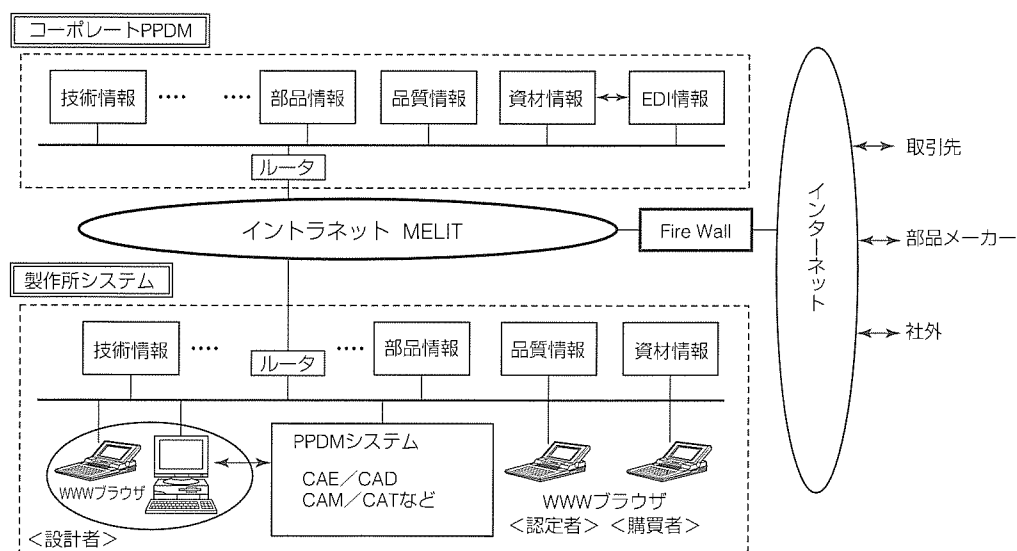 コーポレートPPDM
技術情報 ‥‥ ‥‥ 部品情報 品質情報 資材情報 EDI情報
ルータ
イントラネット MELIT
Fire Wall
インターネット
取引先
部品メーカー
社外
製作所システム
技術情報 ‥‥ ‥‥ 部品情報 品質情報 資材情報
ルータ
PPDMシステム
CAE/CAD
CAM/CATなど
WWWブラウザ
<設計者>
WWWブラウザ
<認定者> <購買者>